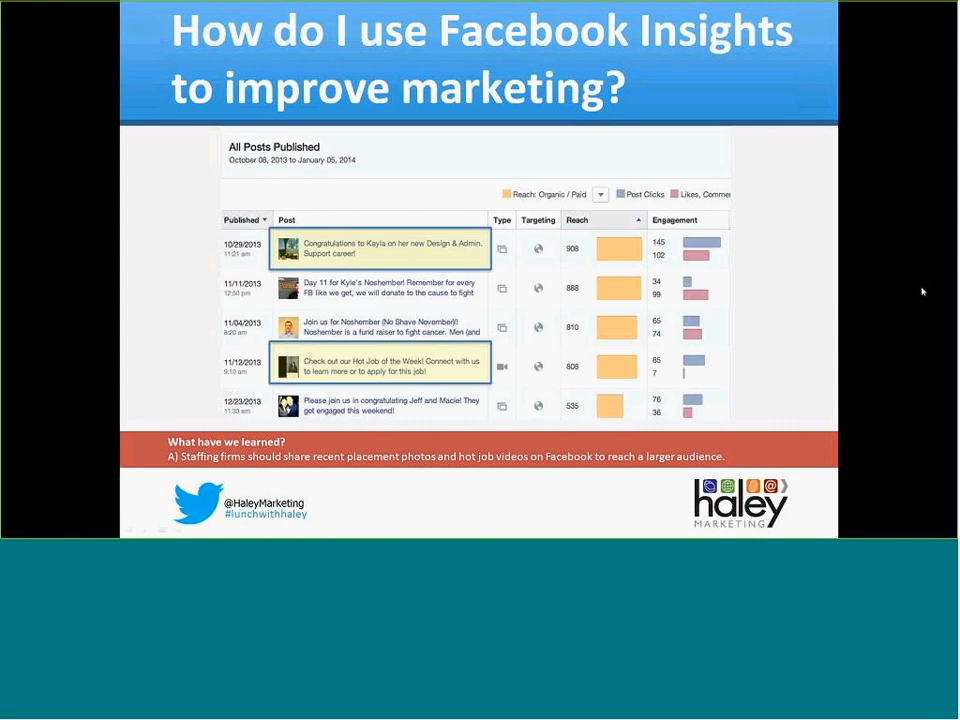 How do I use Facebook Insights
to improve marketing?
All Posts Published
October 08, 2013 to January 05, 2014
Reach: Organic / Paid Post Clicks Likes, Commer
Published Post Type Targeting Reach Engagement
10/29/2013 Congratulations to Kayla on her new Design & Admin. 908 145
11:21 am Support career! 102
11/11/2013 Day 11 for Kyle's Noshember! Remember for every 888 34
12:50 pm FB like we get, we will donate to the cause to fight 99
11/04/2013 Join us for Noshember (No Shave November)! 810 65
8:20 am Noshember is a fund raiser to fight cancer. Men (and 74
11/12/2013 Check out our Hot Job of the Week! Connect with us 808 85
9:10 am to learn more or to apply for this job! 7
12/23/2013 Please join us in congratulating Jeff and Macie! They 535 76
11:33 am got engaged this weekend! 36
What have we learned?
A) Staffing firms should share recent placement photos and hot job videos on Facebook to reach a larger audience.
@HaleyMarketing
#lunchwithhaley
haley
MARKETING